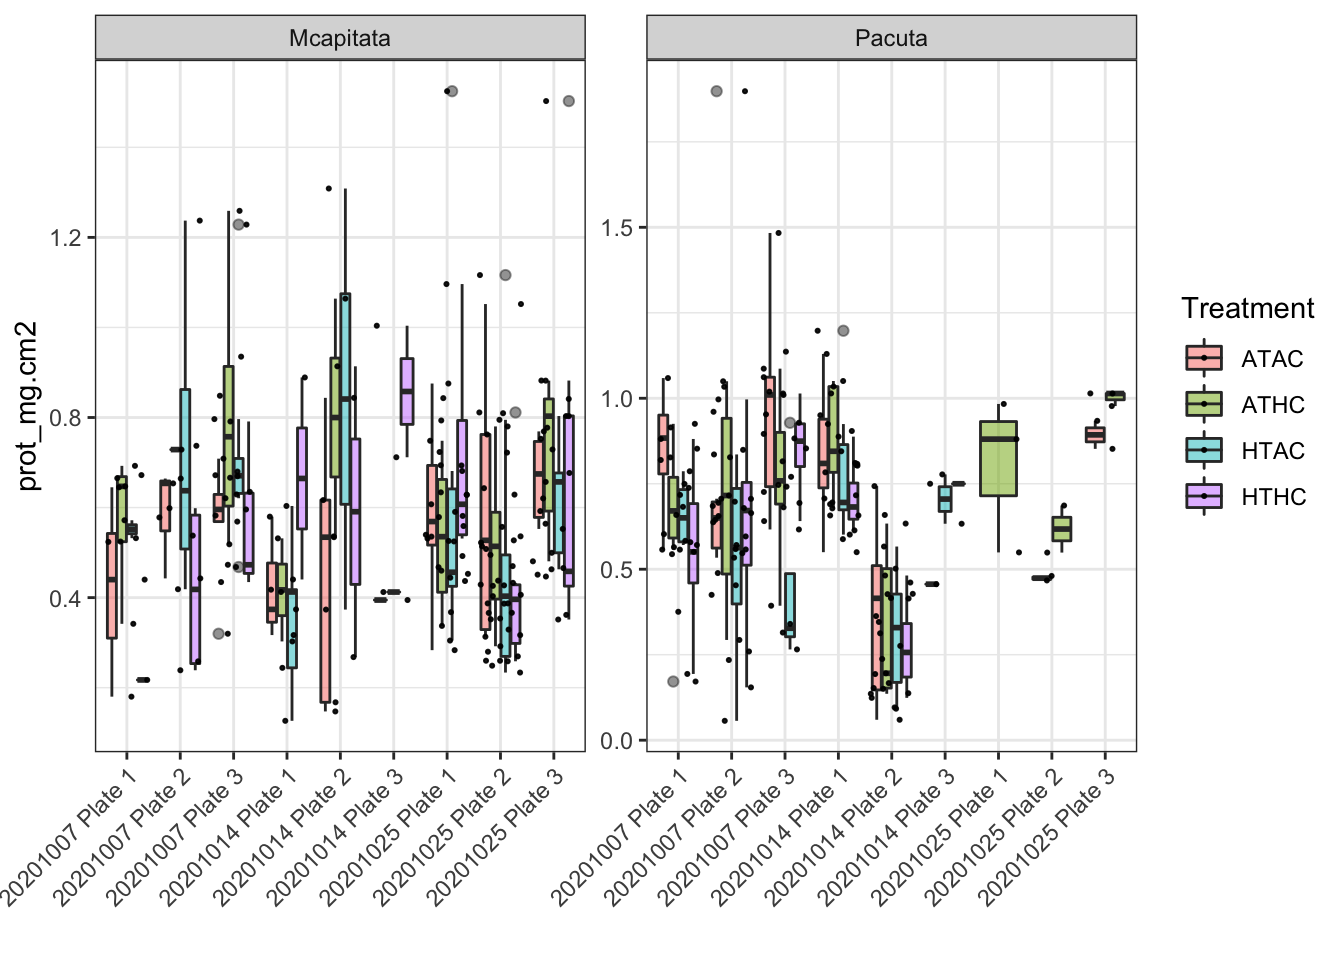 Mcapitata
Pacuta
prot_mg.cm2
1.2
0.8
0.4
1.5
1.0
0.5
0.0
20201007 Plate 1
20201007 Plate 2
20201007 Plate 3
20201014 Plate 1
20201014 Plate 2
20201014 Plate 3
20201025 Plate 1
20201025 Plate 2
20201025 Plate 3
20201007 Plate 1
20201007 Plate 2
20201007 Plate 3
20201014 Plate 1
20201014 Plate 2
20201014 Plate 3
20201025 Plate 1
20201025 Plate 2
20201025 Plate 3
Treatment
ATAC
ATHC
HTAC
HTHC